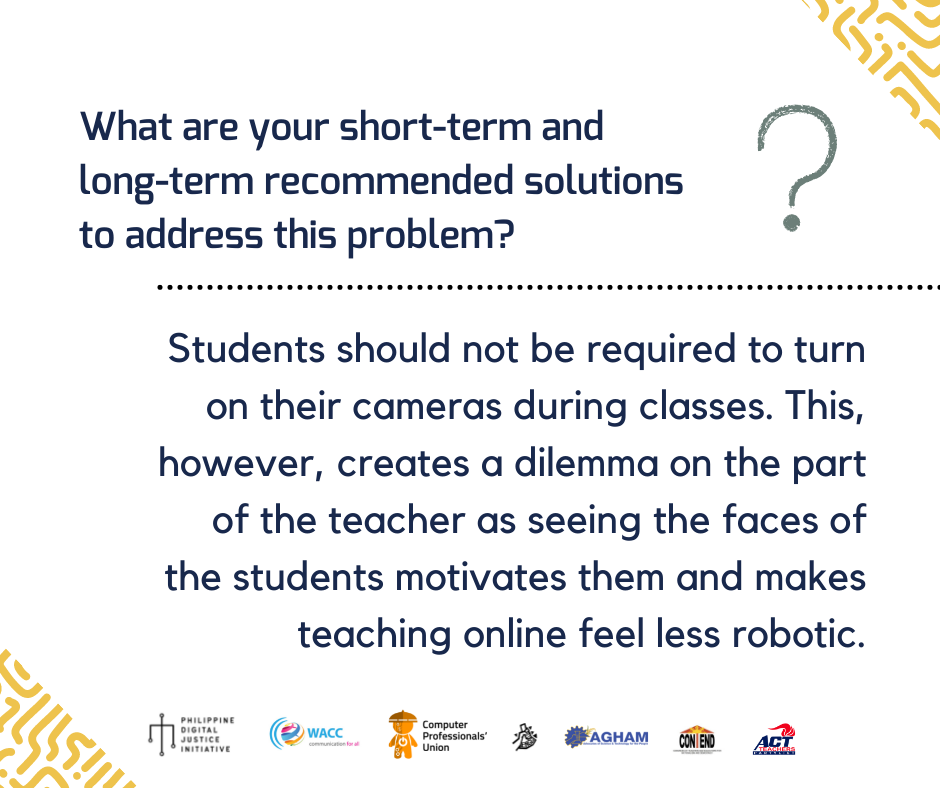 What are your short-term and
long-term recommended solutions
to address this problem?
Students should not be required to turn
on their cameras during classes. This,
however, creates a dilemma on the part
of the teacher as seeing the faces of
the students motivates them and makes
teaching online feel less robotic.
PHILIPPINE
DIGITAL
JUSTICE
INITIATIVE
WACC
communication for all
Computer
Professionals'
Union
AGHAM
CONTEND
ACT
TEACHERS